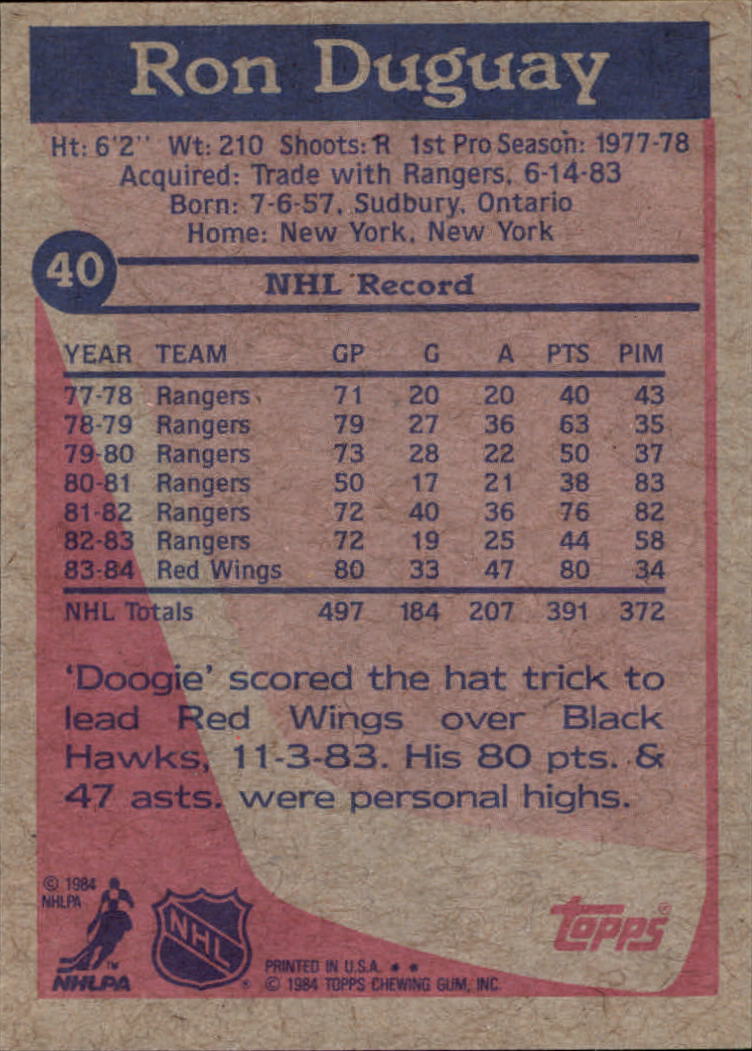 Ron Duguay
Ht: 6'2'' Wt: 210 Shoots: R 1st Pro Season: 1977-78
Acquired: Trade with Rangers, 6-14-83
Born: 7-6-57, Sudbury, Ontario
Home: New York, New York
40
NHL Record
YEAR TEAM GP G A PTS PIM
77-78 Rangers 71 20 20 40 43
78-79 Rangers 79 27 36 63 35
79-80 Rangers 73 28 22 50 37
80-81 Rangers 50 17 21 38 83
81-82 Rangers 72 40 36 76 82
82-83 Rangers 72 19 25 44 58
83-84 Red Wings 80 33 47 80 34
NHL Totals 497 184 207 391 372
'Doogie' scored the hat trick to
lead Red Wings over Black
Hawks, 11-3-83. His 80 pts. &
47 asts. were personal highs.
© 1984
NHLPA
™
NHLPA
NHL
®
topps®
PRINTED IN U.S.A. * *
© 1984 TOPPS CHEWING GUM, INC.